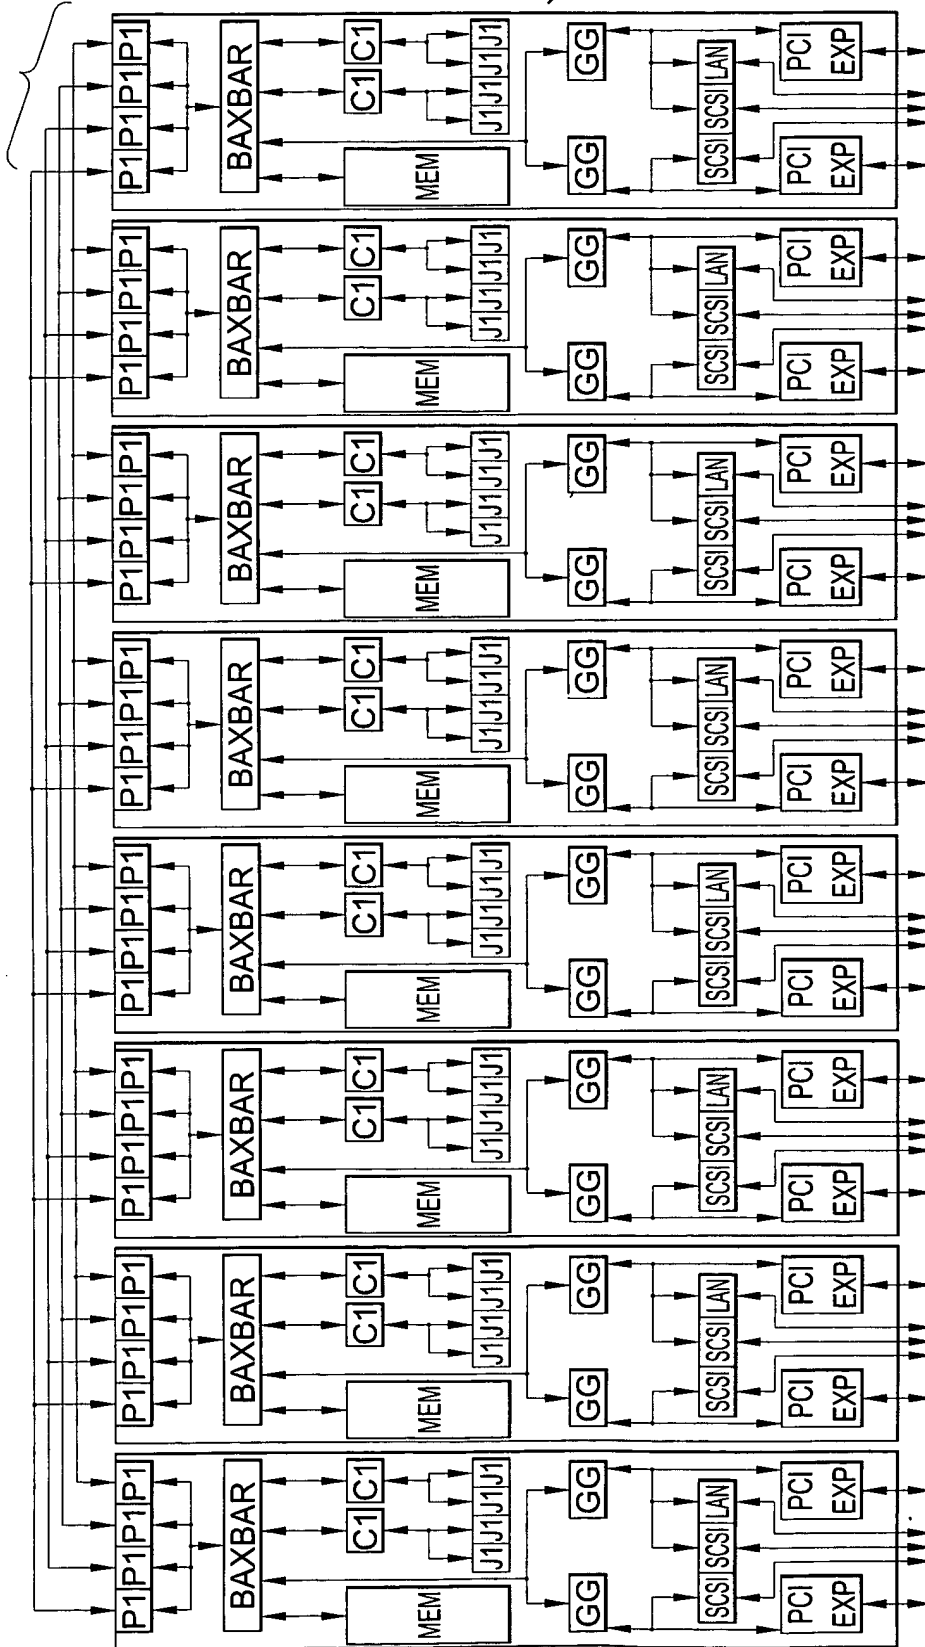 P1 P1 P1 P1
BAXBAR
MEM C1 C1
J1 J1 J1 J1
GG GG
SCSI SCSI LAN
PCI PCI
EXP EXP
P1 P1 P1 P1
BAXBAR
MEM C1 C1
J1 J1 J1 J1
GG GG
SCSI SCSI LAN
PCI PCI
EXP EXP
P1 P1 P1 P1
BAXBAR
MEM C1 C1
J1 J1 J1 J1
GG GG
SCSI SCSI LAN
PCI PCI
EXP EXP
P1 P1 P1 P1
BAXBAR
MEM C1 C1
J1 J1 J1 J1
GG GG
SCSI SCSI LAN
PCI PCI
EXP EXP
P1 P1 P1 P1
BAXBAR
MEM C1 C1
J1 J1 J1 J1
GG GG
SCSI SCSI LAN
PCI PCI
EXP EXP
P1 P1 P1 P1
BAXBAR
MEM C1 C1
J1 J1 J1 J1
GG GG
SCSI SCSI LAN
PCI PCI
EXP EXP
P1 P1 P1 P1
BAXBAR
MEM C1 C1
J1 J1 J1 J1
GG GG
SCSI SCSI LAN
PCI PCI
EXP EXP
P1 P1 P1 P1
BAXBAR
MEM C1 C1
J1 J1 J1 J1
GG GG
SCSI SCSI LAN
PCI PCI
EXP EXP